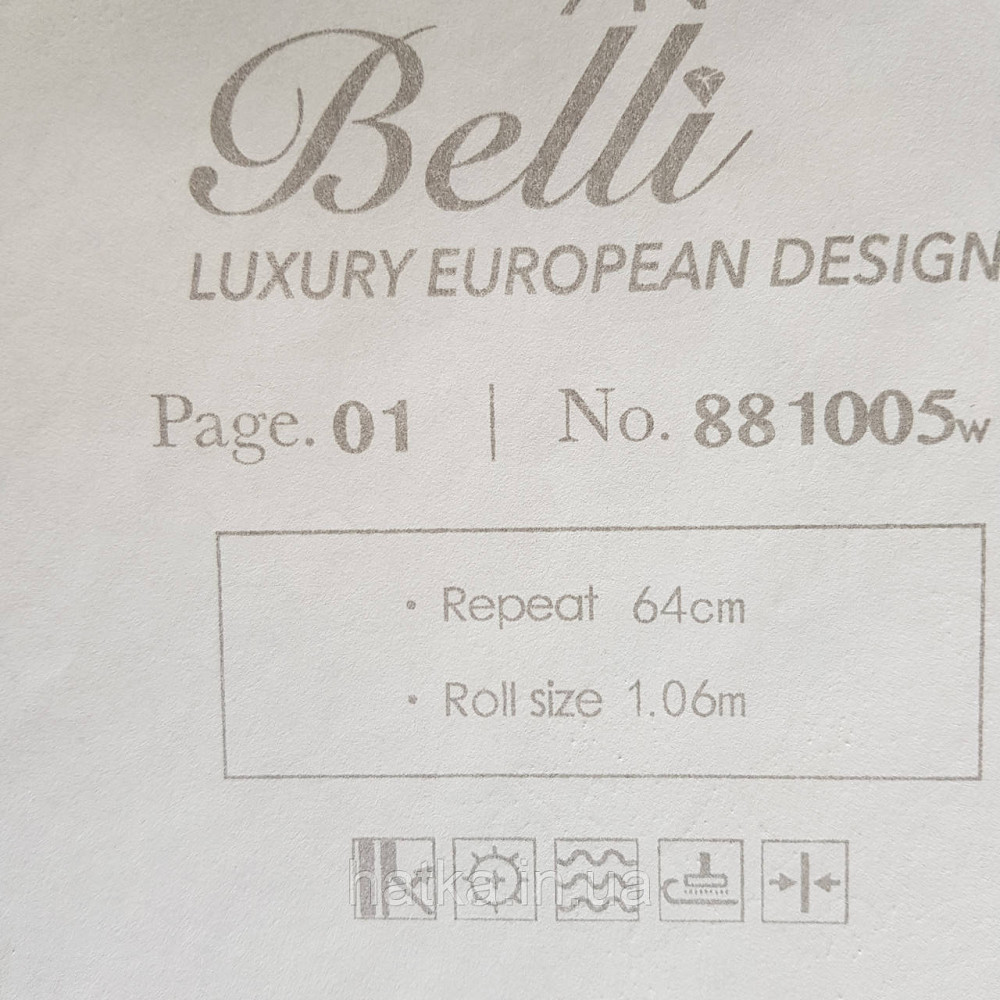 Belli
LUXURY EUROPEAN DESIGN
Page. 01 | No. 881005w
• Repeat 64cm
• Roll size 1.06m
hatka.in.ua